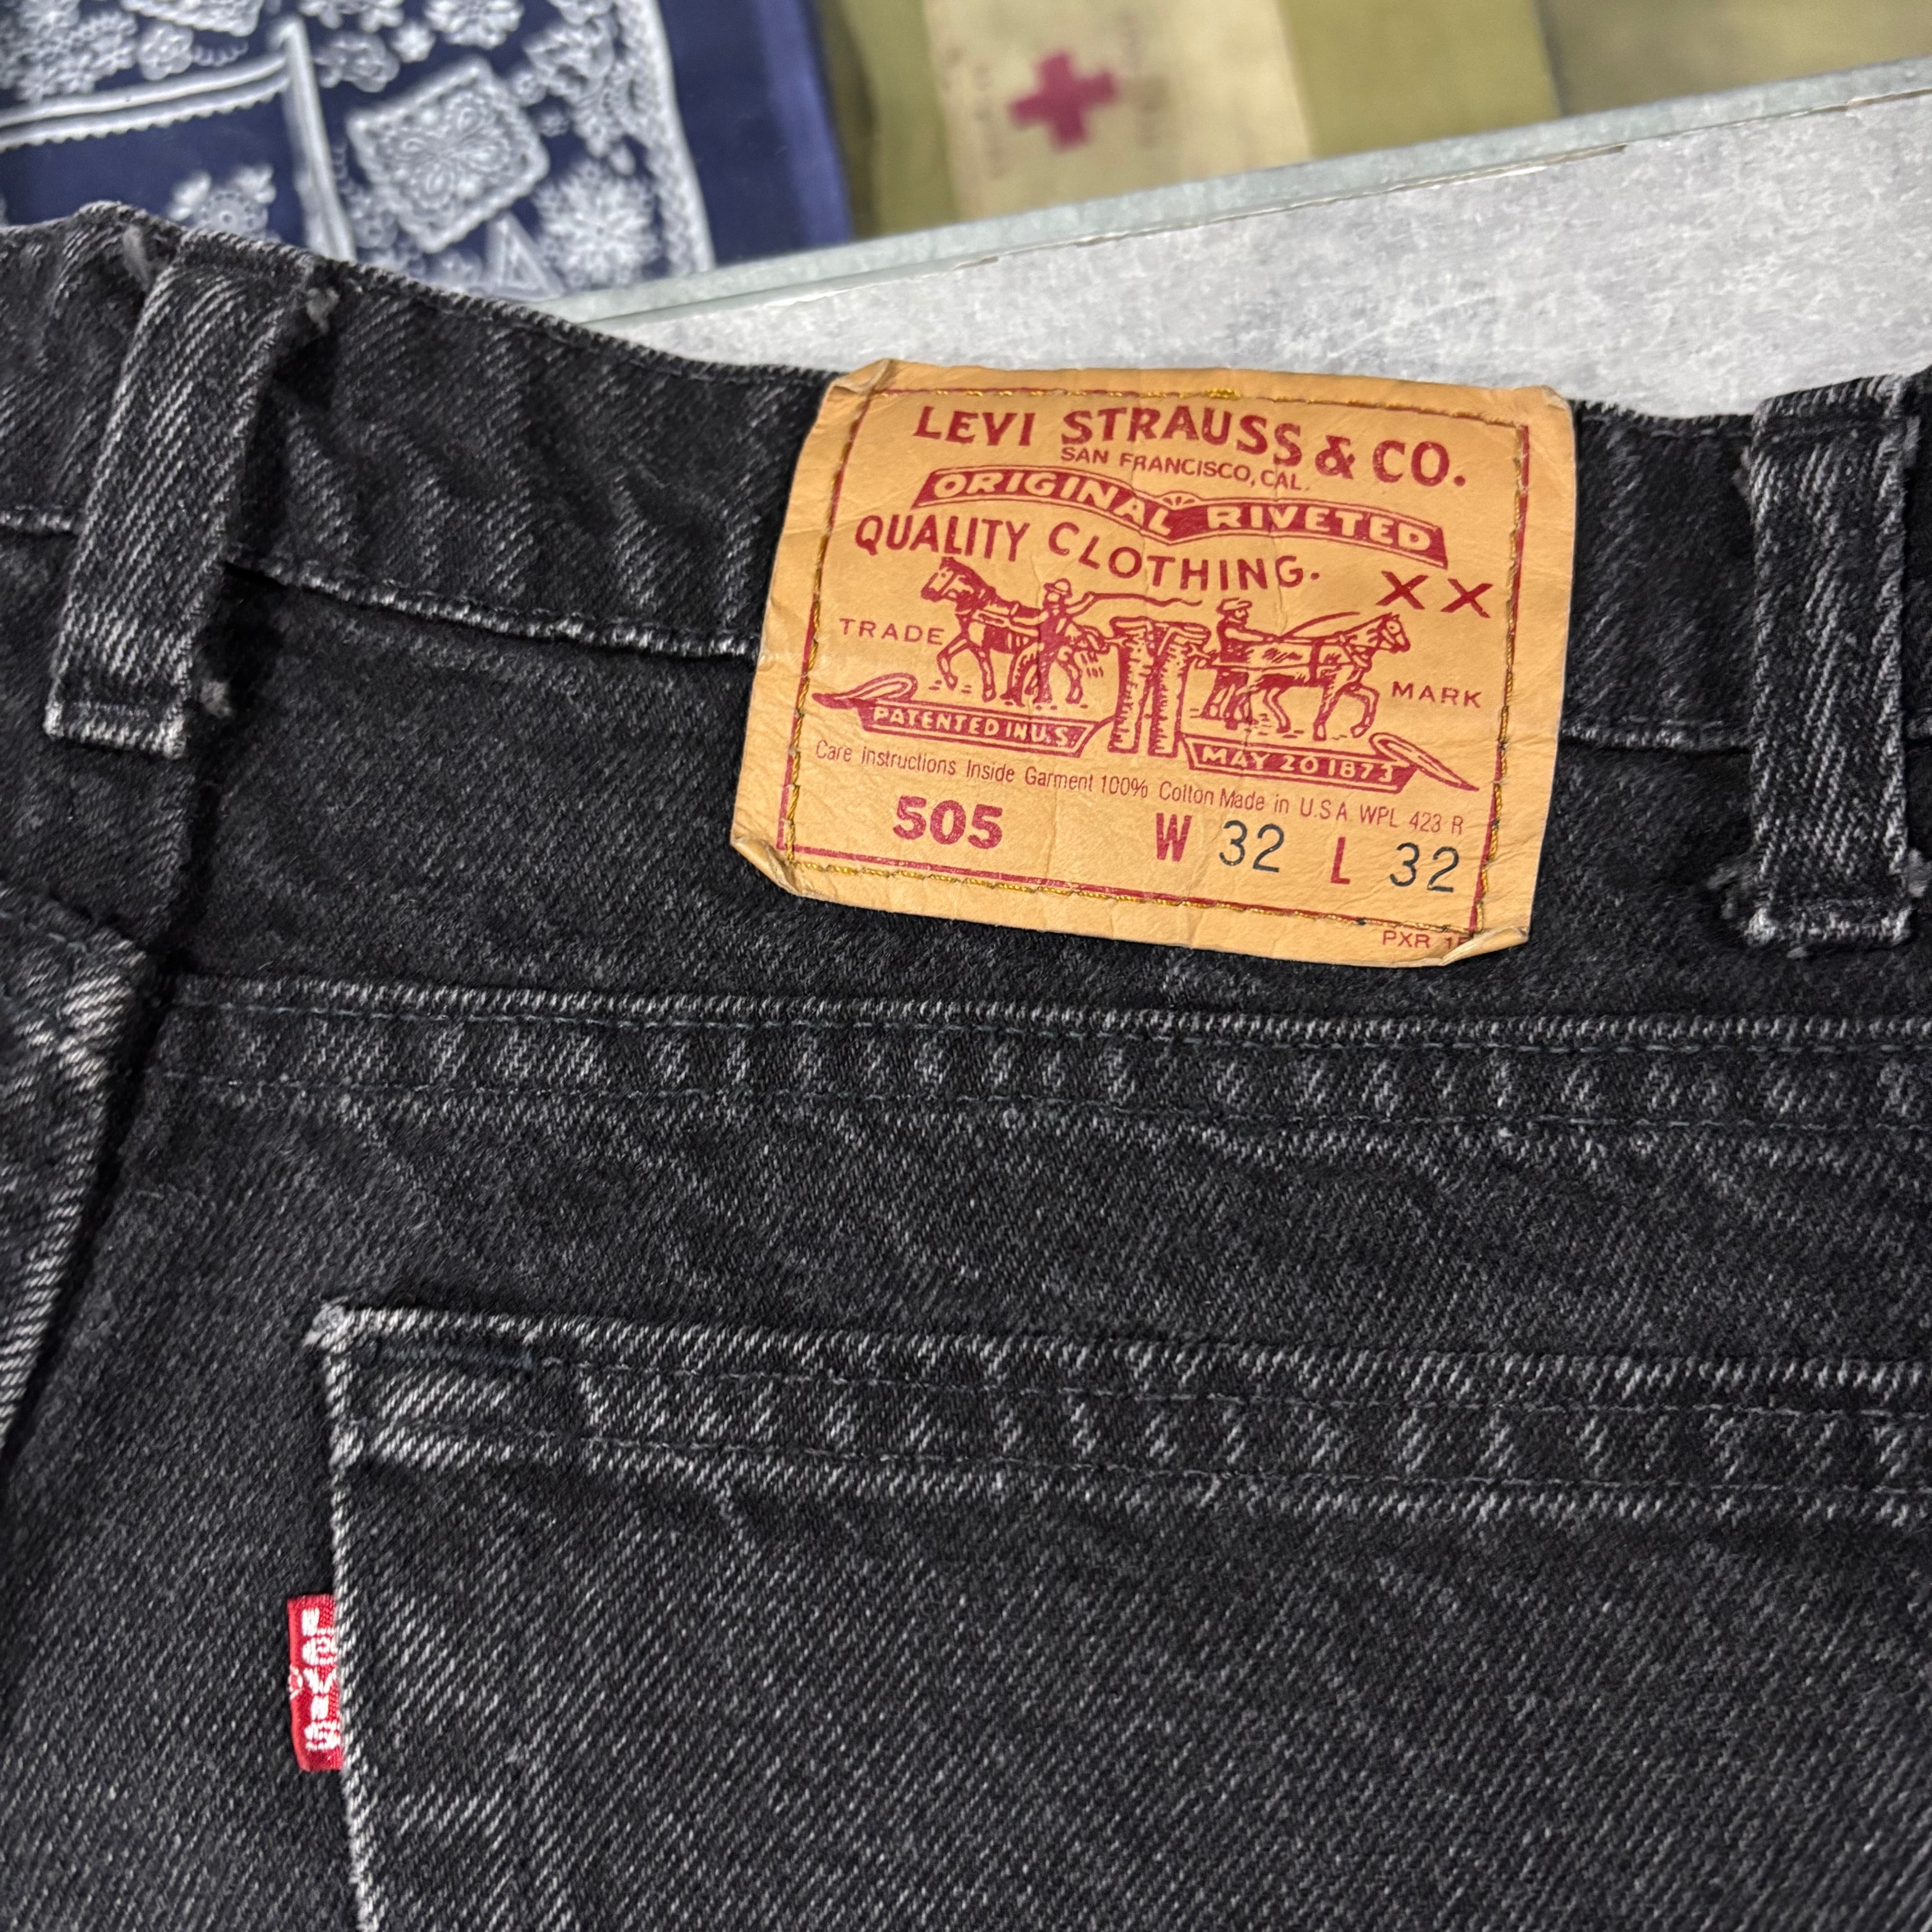 LEVI STRAUSS & CO.
SAN FRANCISCO, CAL.
ORIGINAL RIVETED
QUALITY CLOTHING.
XX
TRADE MARK
PATENTED IN U.S
MAY 20 1873
Care instructions Inside Garment 100% Cotton Made in U.S.A WPL 423 R
505 W 32 L 32
PXR
LEVI'S